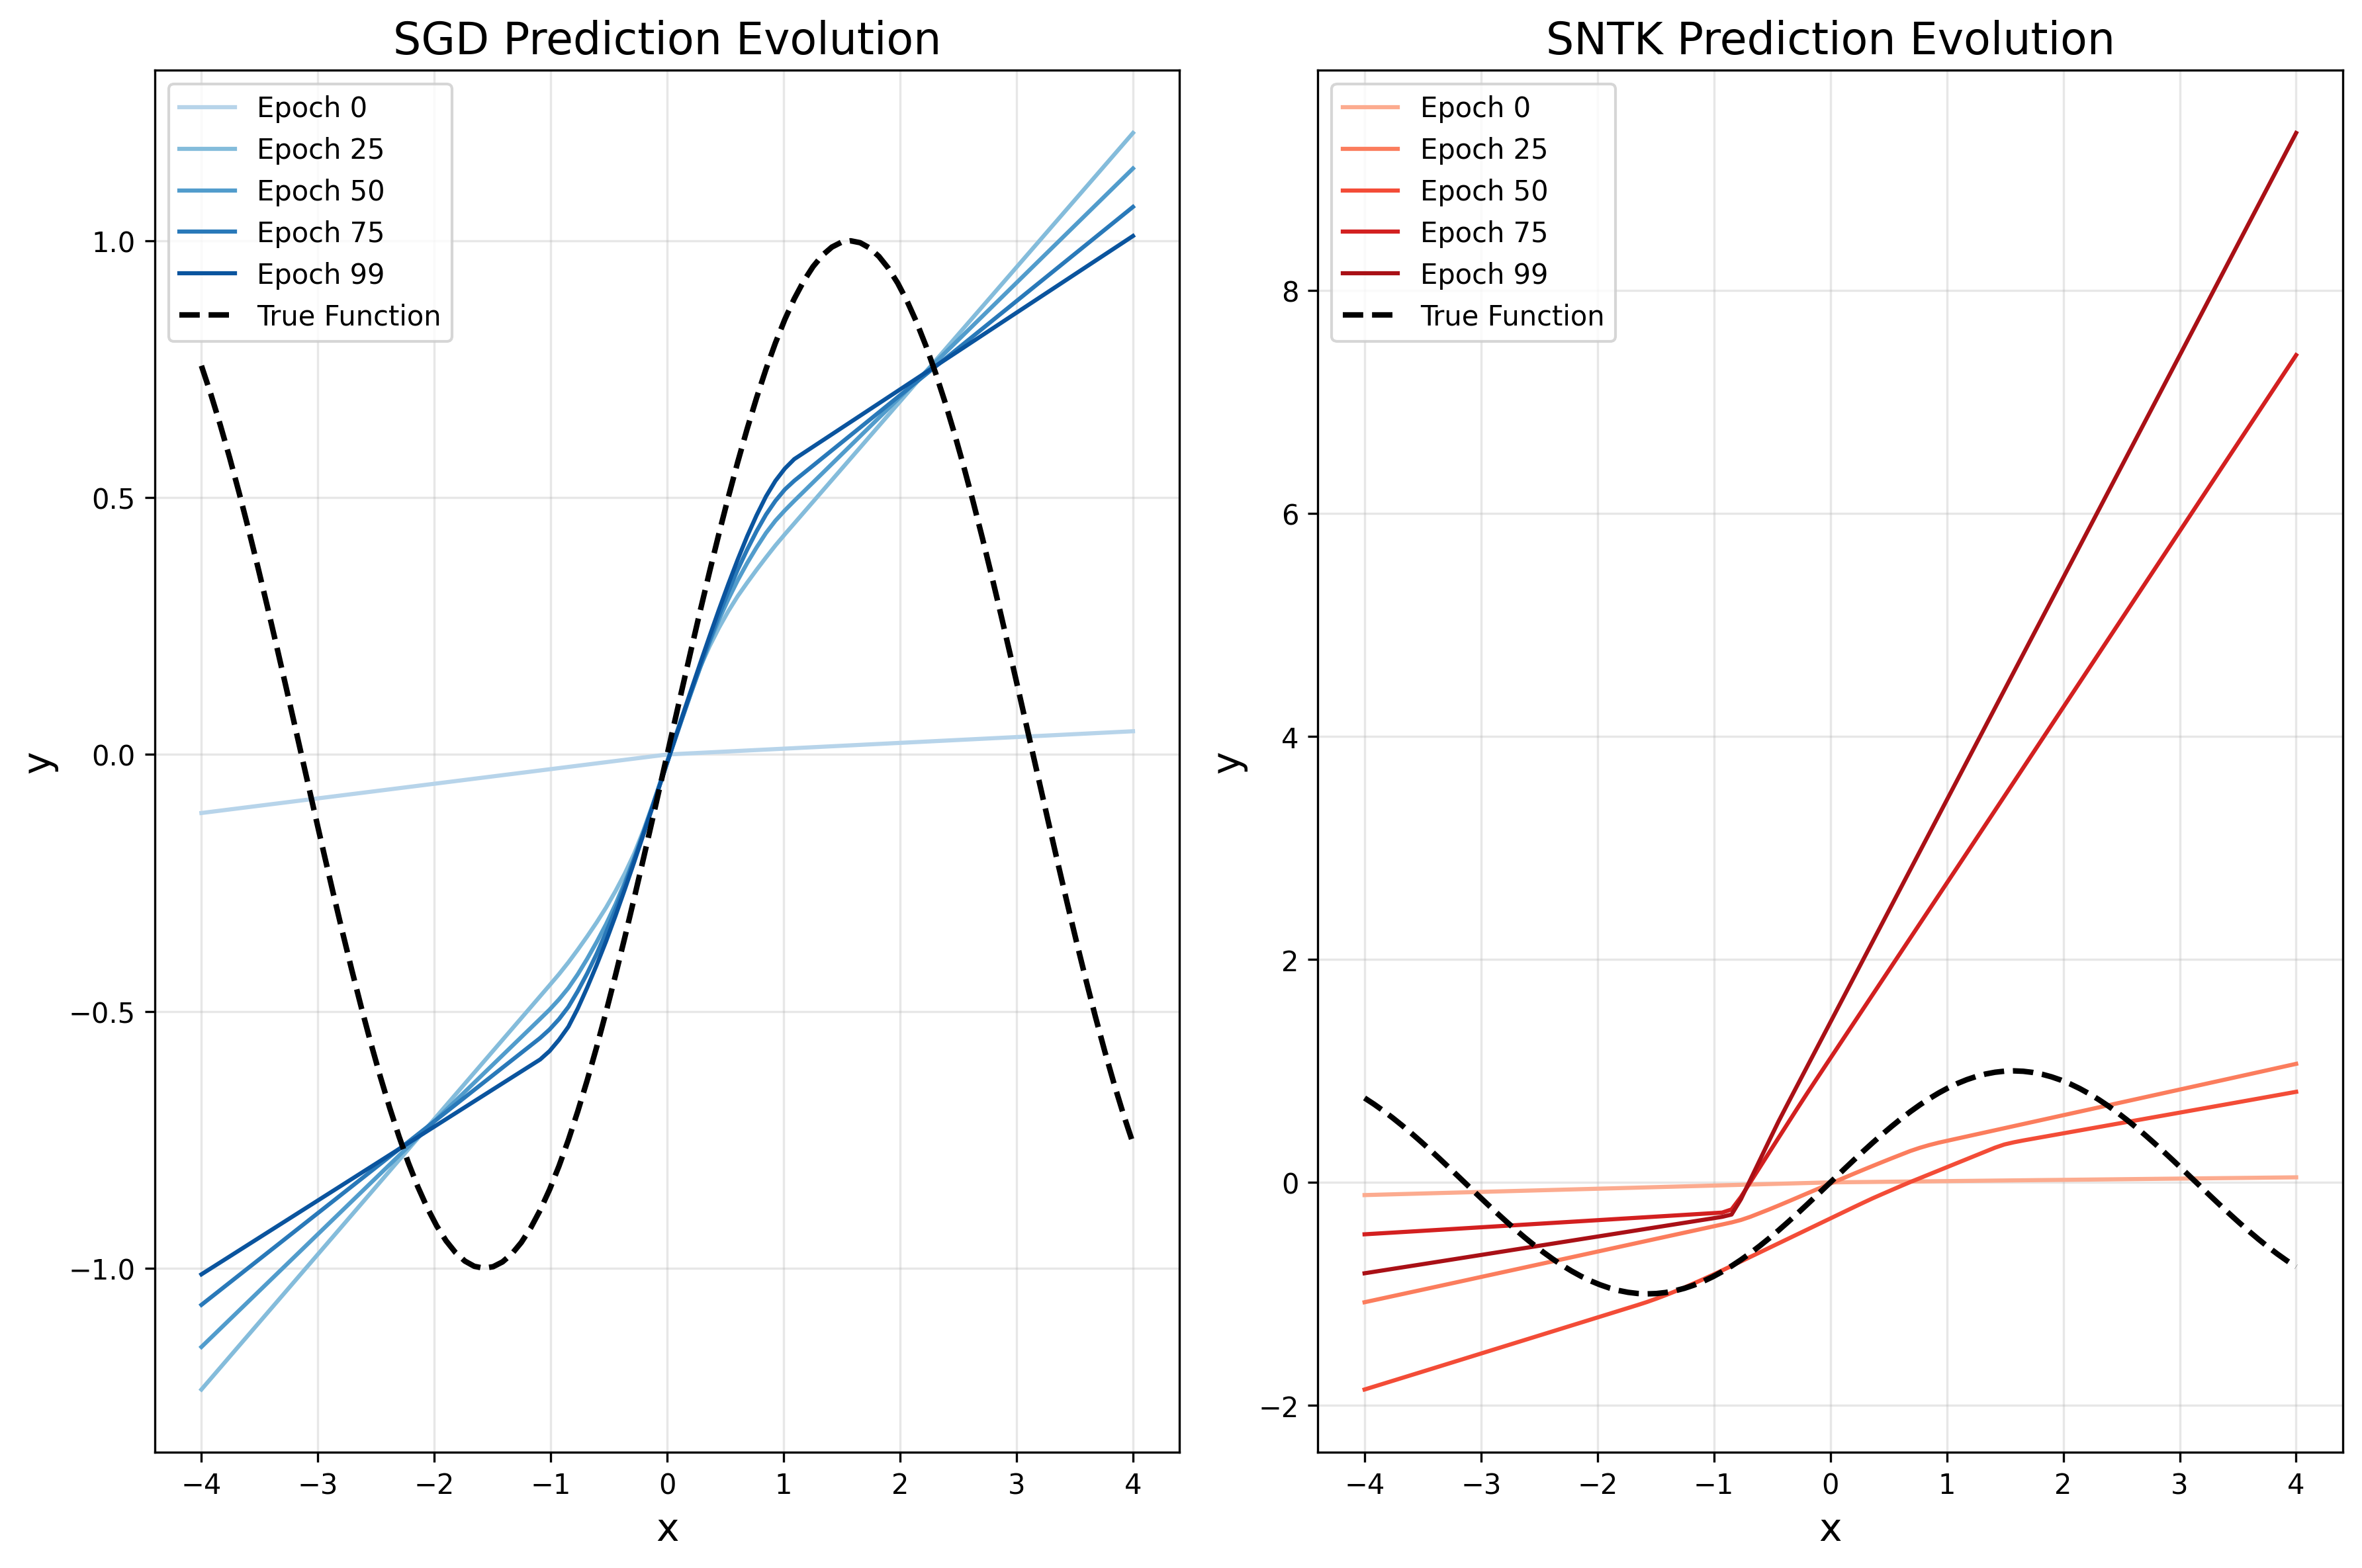 SGD Prediction Evolution
Epoch 0
Epoch 25
Epoch 50
Epoch 75
Epoch 99
True Function
y
1.0
0.5
0.0
−0.5
−1.0
−4 −3 −2 −1 0 1 2 3 4
x
SNTK Prediction Evolution
Epoch 0
Epoch 25
Epoch 50
Epoch 75
Epoch 99
True Function
y
8
6
4
2
0
−2
−4 −3 −2 −1 0 1 2 3 4
x